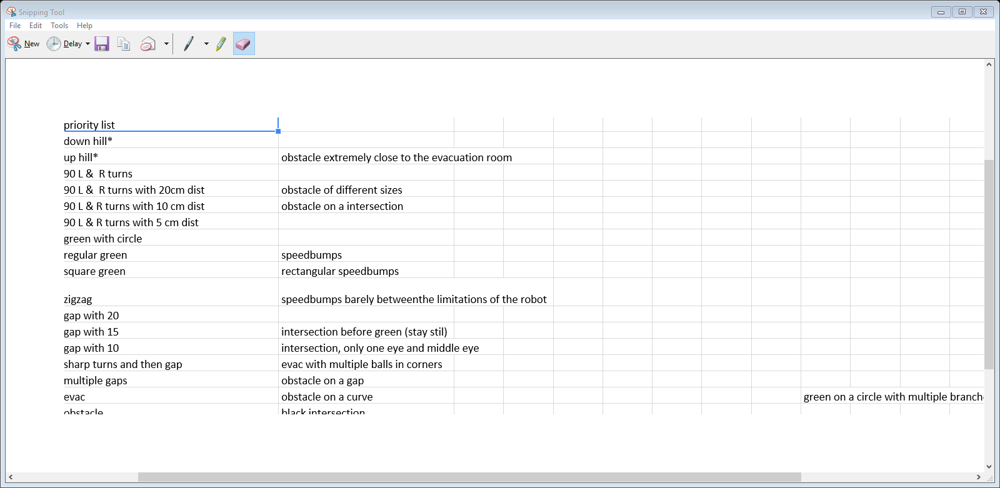 Snipping Tool
File Edit Tools Help
New Delay
priority list
down hill*
up hill* obstacle extremely close to the evacuation room
90 L &  R turns
90 L &  R turns with 20cm dist obstacle of different sizes
90 L & R turns with 10 cm dist obstacle on a intersection
90 L & R turns with 5 cm dist
green with circle
regular green speedbumps
square green rectangular speedbumps
zigzag speedbumps barely betweenthe limitations of the robot
gap with 20
gap with 15 intersection before green (stay stil)
gap with 10 intersection, only one eye and middle eye
sharp turns and then gap evac with multiple balls in corners
multiple gaps obstacle on a gap
evac obstacle on a curve green on a circle with multiple branch
obstacle black intersection